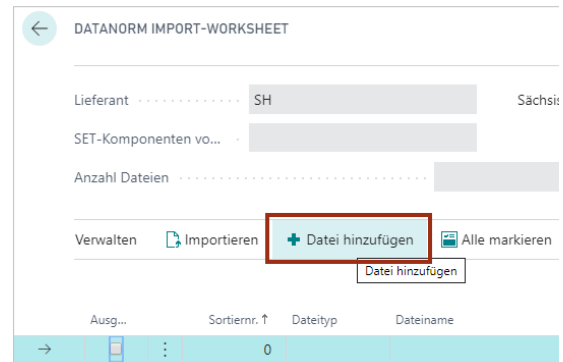 DATANORM IMPORT-WORKSHEET
Lieferant SH Sächsis
SET-Komponenten vo...
Anzahl Dateien
Verwalten Importieren Datei hinzufügen Alle markieren
Datei hinzufügen
Ausg... Sortiernr. ↑ Dateityp Dateiname
0